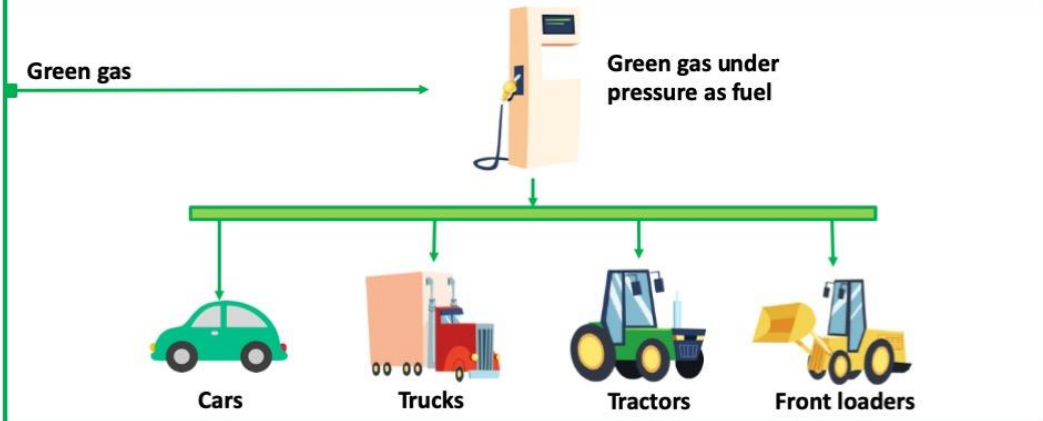 Green gas
Green gas under
pressure as fuel
Cars
Trucks
Tractors
Front loaders